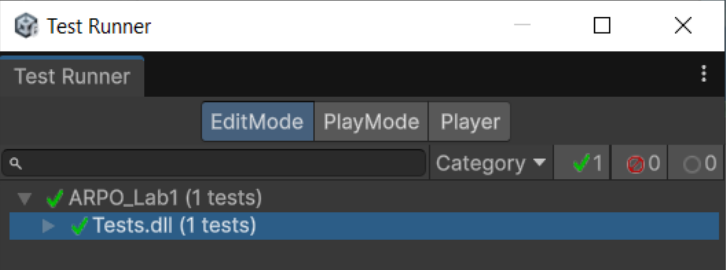 Test Runner
Test Runner
EditMode PlayMode Player
Category 1 0 0
ARPO_Lab1 (1 tests)
Tests.dll (1 tests)